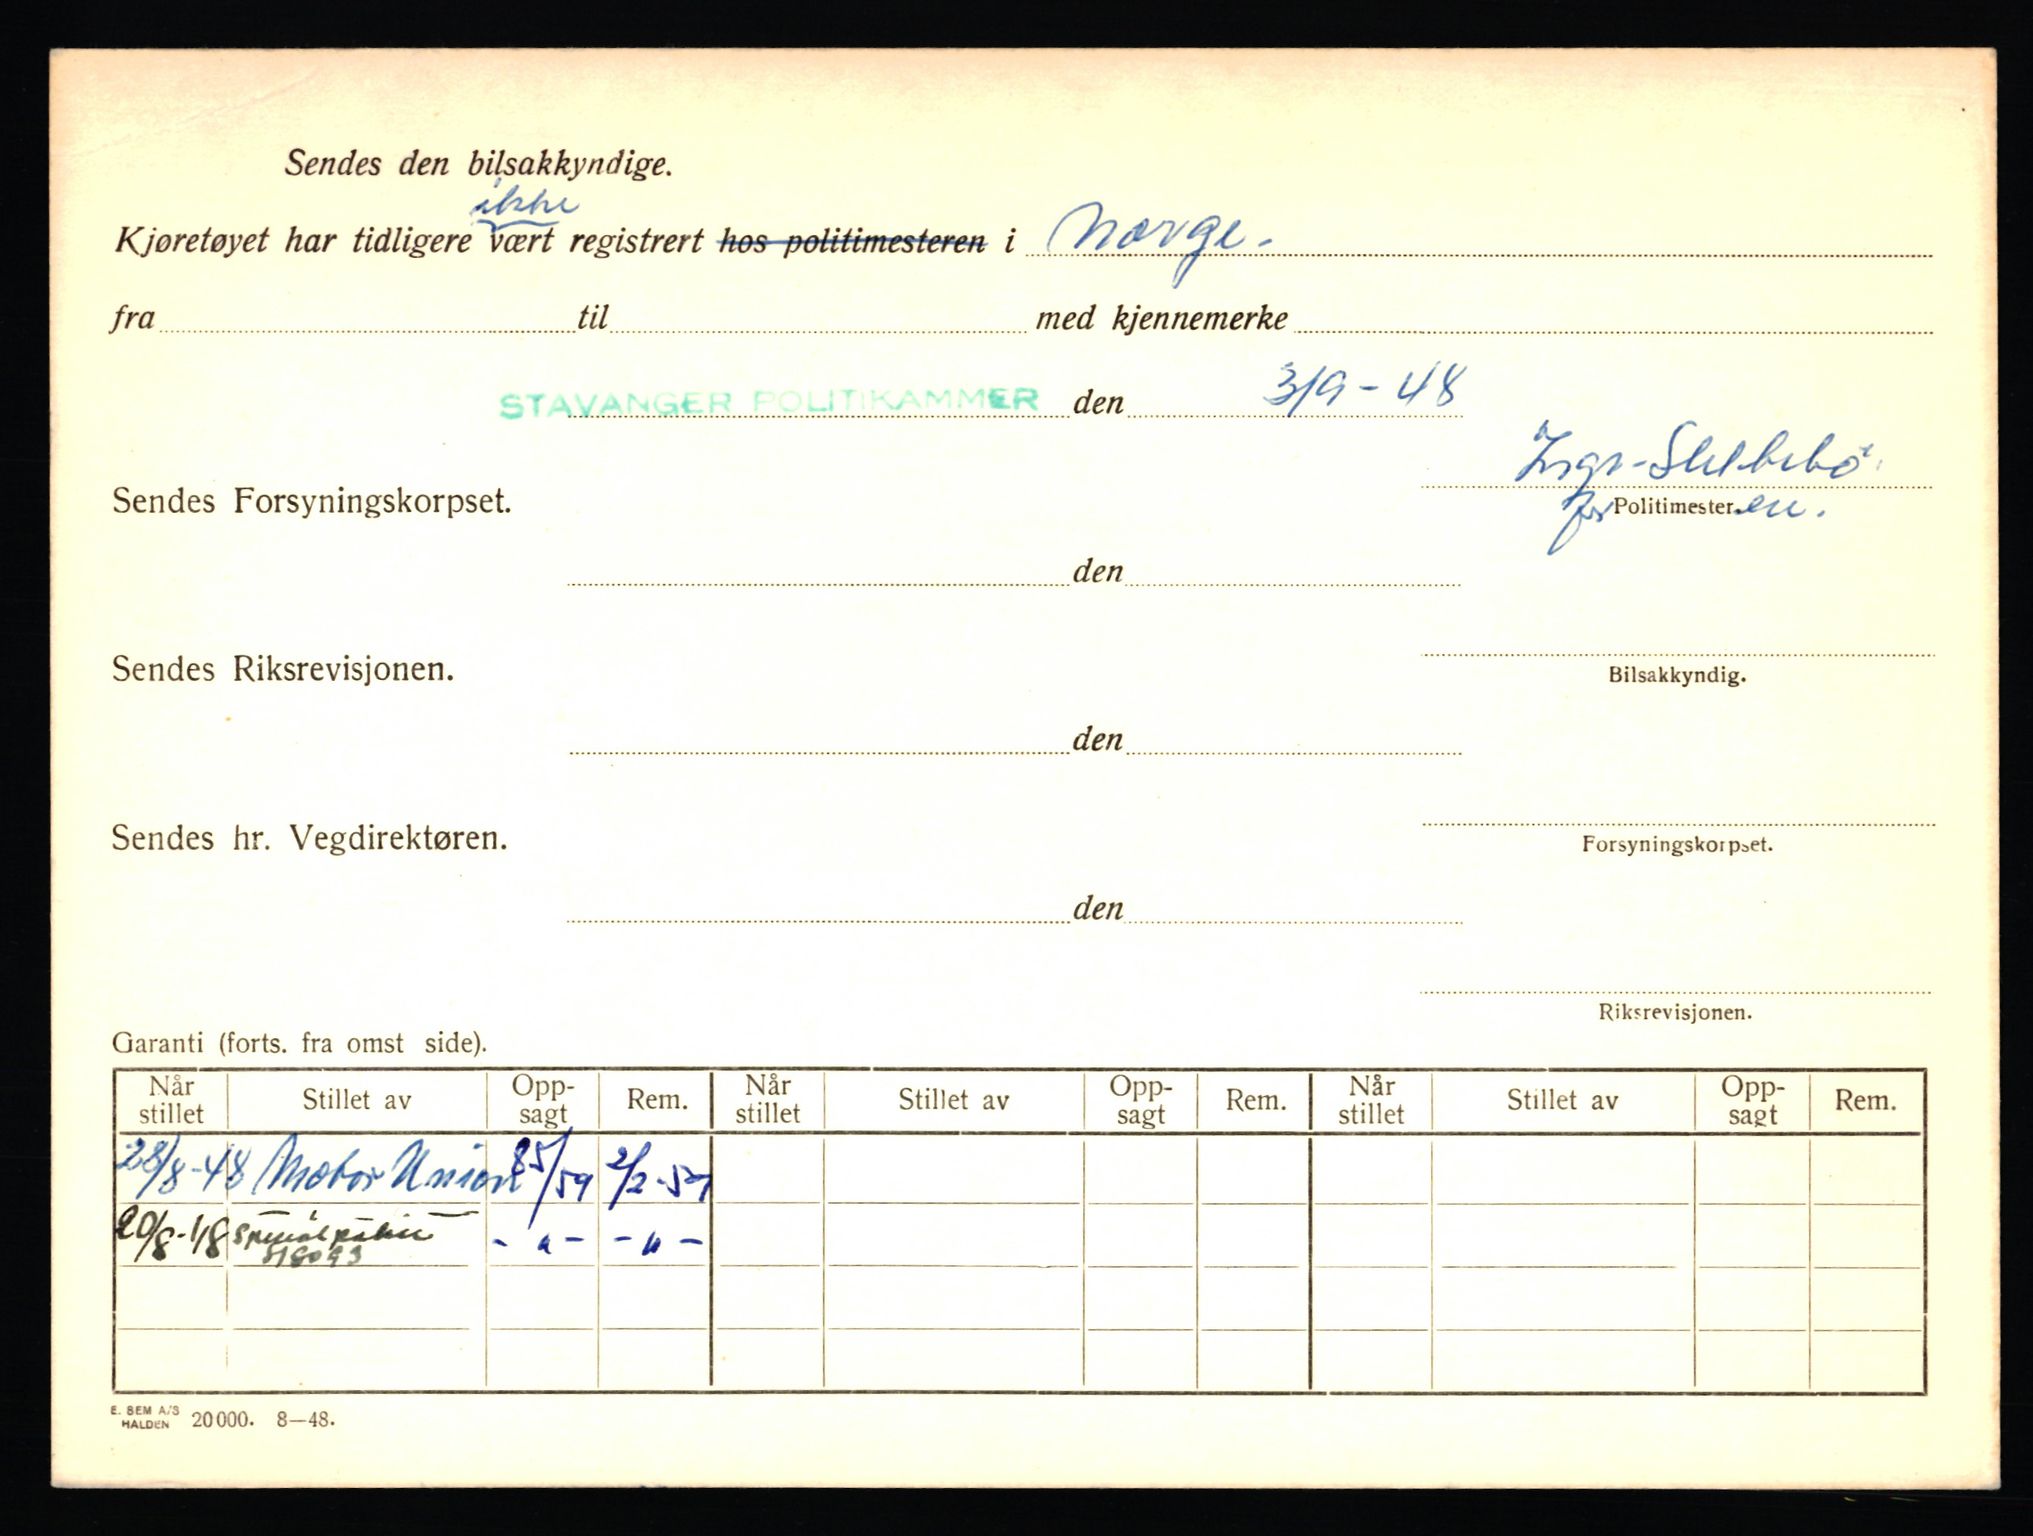 Sendes den bilsakkyndige.
ikke
Kjøretøyet har tidligere vært registrert hos politimesteren i Norge.
fra til med kjennemerke
STAVANGER POLITIKAMMER den 3/9-48
Sendes Forsyningskorpset.
for Politimesteren.
den
Sendes Riksrevisjonen.
Bilsakkyndig.
den
Sendes hr. Vegdirektøren.
Forsyningskorpset.
den
Riksrevisjonen.
Garanti (forts. fra omst side).
Når stillet Stillet av Opp-sagt Rem. Når stillet Stillet av Opp-sagt Rem. Når stillet Stillet av Opp-sagt Rem.
28/8-48 Motor Union 2/2-59
20/8-48 -"- -"-
E. BEM A/S
HALDEN 20000. 8—48.